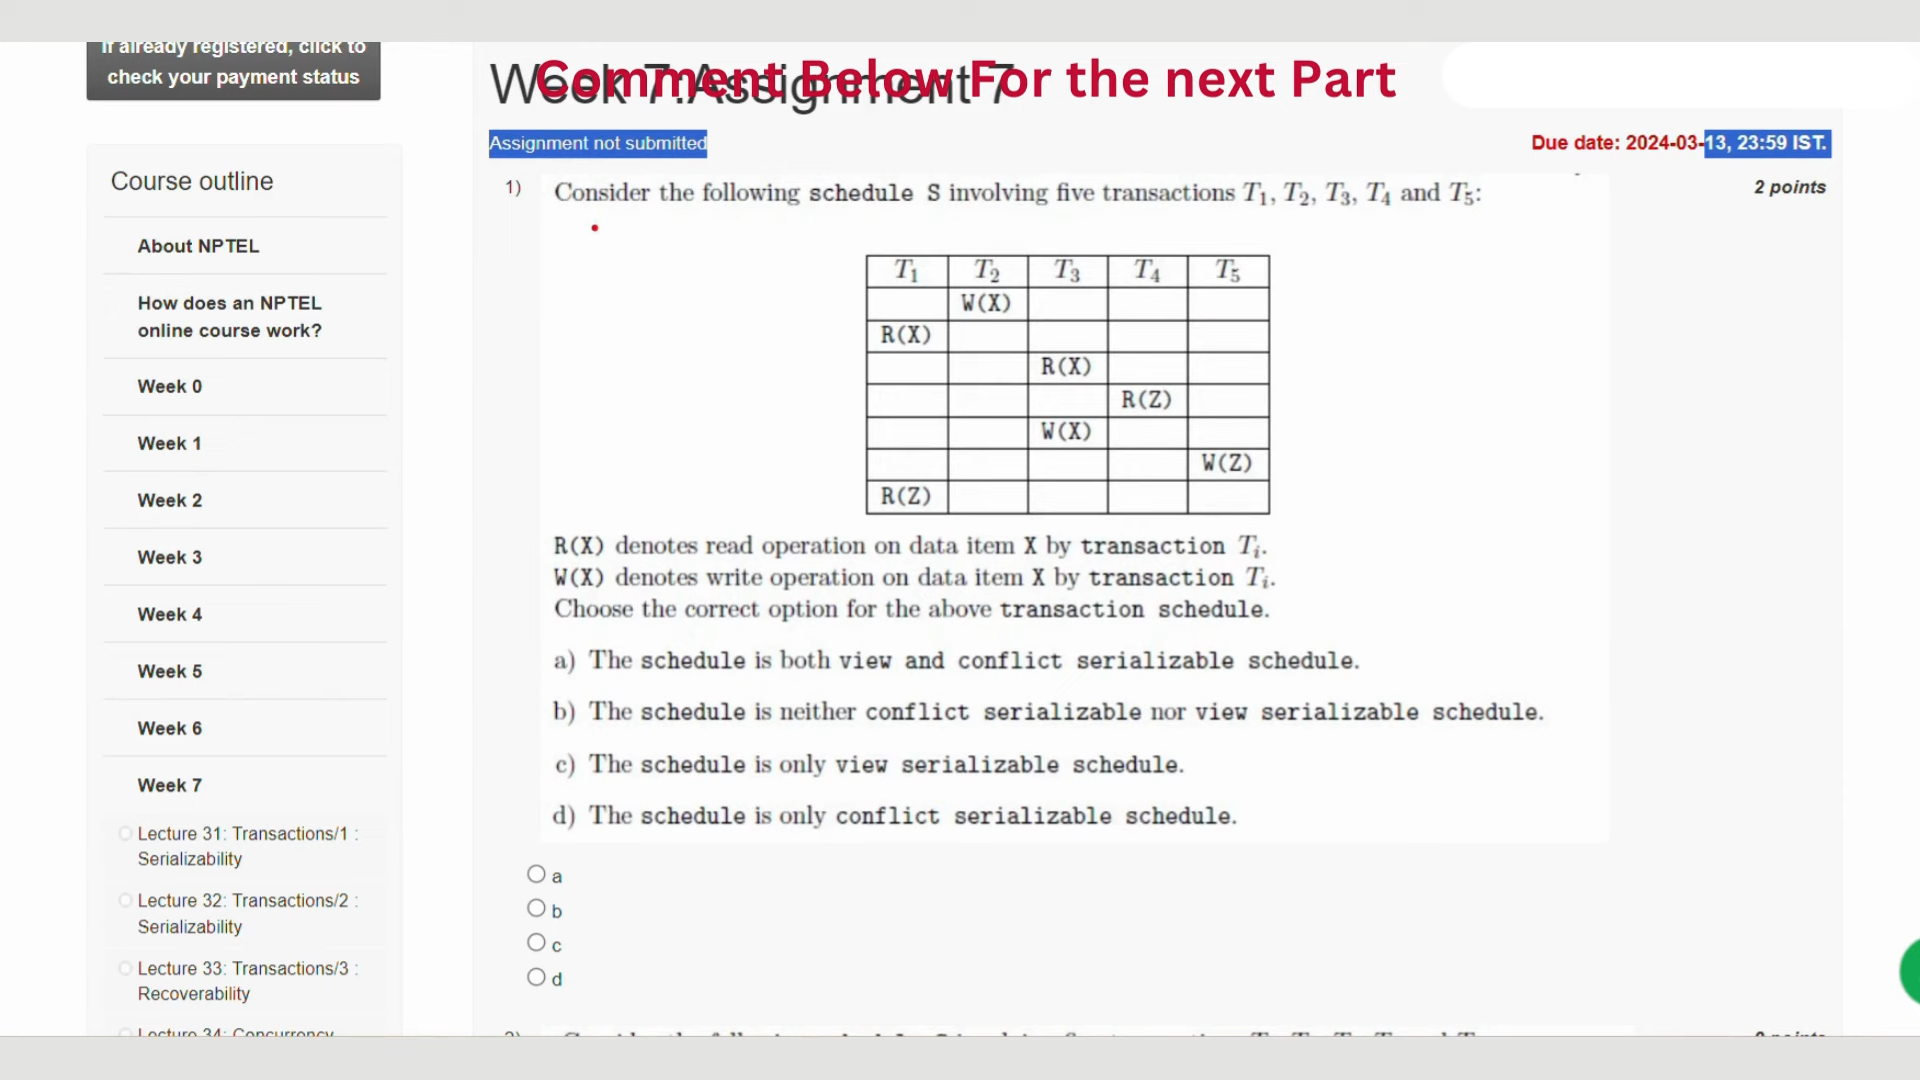 If already registered, click to
check your payment status
Comment Below For the next Part
Week 7:Assignment 7
Assignment not submitted
Due date: 2024-03-13, 23:59 IST.
Course outline
About NPTEL
How does an NPTEL
online course work?
Week 0
Week 1
Week 2
Week 3
Week 4
Week 5
Week 6
Week 7
Lecture 31: Transactions/1 :
Serializability
Lecture 32: Transactions/2 :
Serializability
Lecture 33: Transactions/3 :
Recoverability
Lecture 34: Concurrency
1) Consider the following schedule S involving five transactions T1, T2, T3, T4 and T5:
2 points
T1 T2 T3 T4 T5
W(X)
R(X)
R(X)
R(Z)
W(X)
W(Z)
R(Z)
R(X) denotes read operation on data item X by transaction Ti.
W(X) denotes write operation on data item X by transaction Ti.
Choose the correct option for the above transaction schedule.
a) The schedule is both view and conflict serializable schedule.
b) The schedule is neither conflict serializable nor view serializable schedule.
c) The schedule is only view serializable schedule.
d) The schedule is only conflict serializable schedule.
a
b
c
d